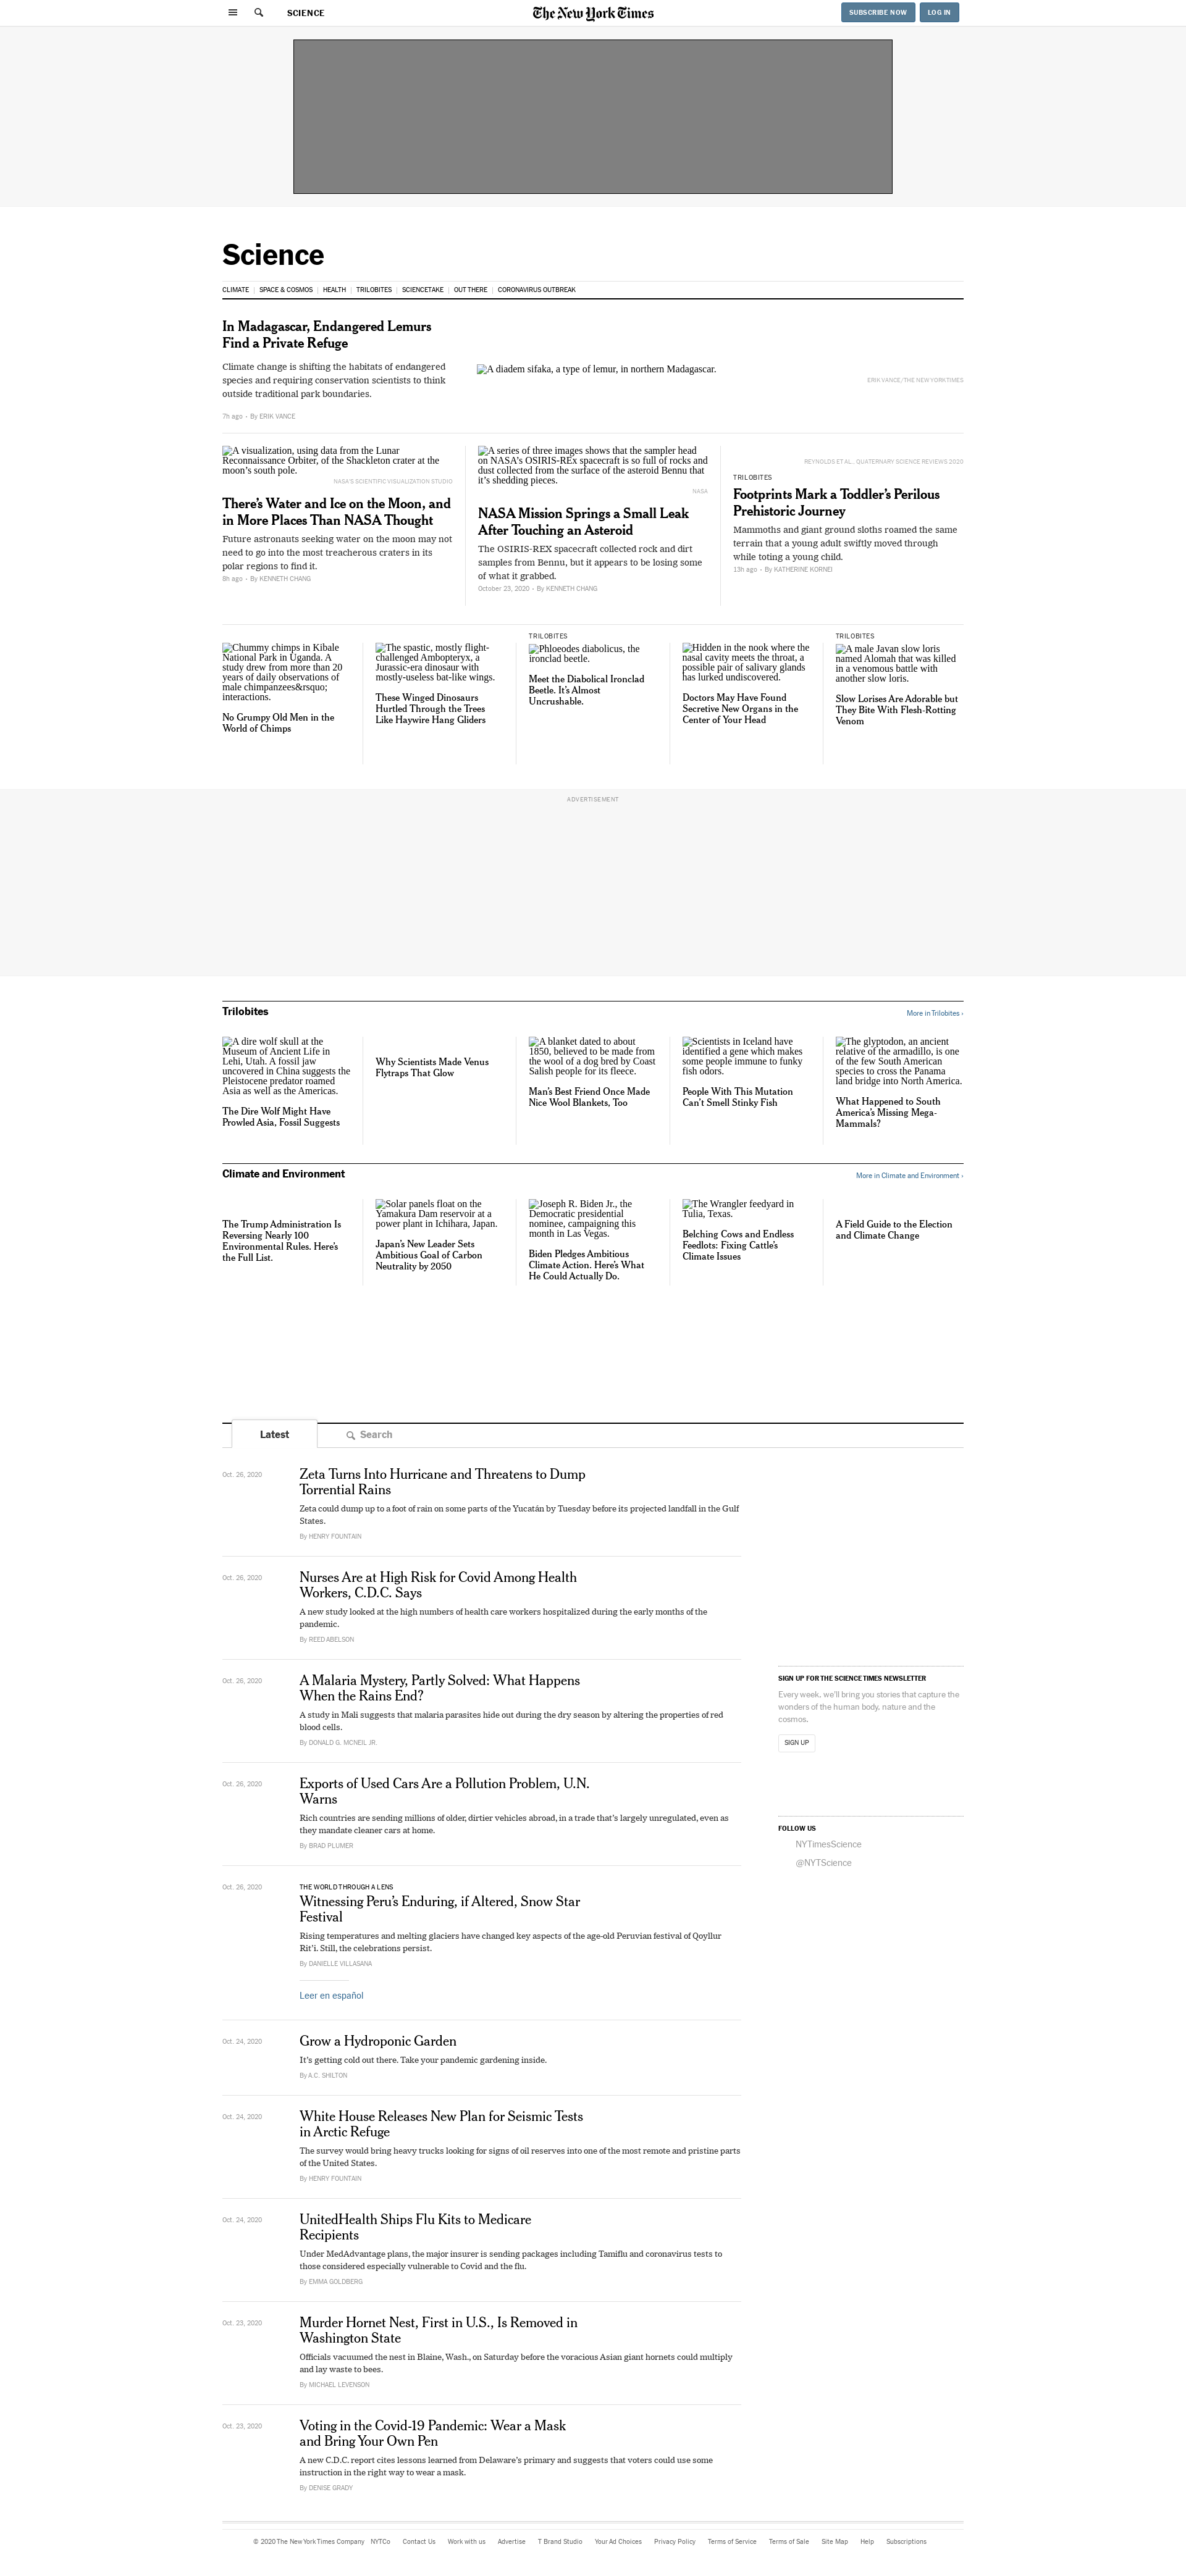 SCIENCE
The New York Times
SUBSCRIBE NOW
LOG IN
Science
CLIMATE
SPACE & COSMOS
HEALTH
TRILOBITES
SCIENCETAKE
OUT THERE
CORONAVIRUS OUTBREAK
In Madagascar, Endangered Lemurs
Find a Private Refuge
Climate change is shifting the habitats of endangered
species and requiring conservation scientists to think
outside traditional park boundaries.
7h ago - By ERIK VANCE
A diadem sifaka, a type of lemur, in northern Madagascar.
ERIK VANCE/THE NEW YORK TIMES
A visualization, using data from the Lunar
Reconnaissance Orbiter, of the Shackleton crater at the
moon's south pole.
NASA'S SCIENTIFIC VISUALIZATION STUDIO
There's Water and Ice on the Moon, and
in More Places Than NASA Thought
Future astronauts seeking water on the moon may not
need to go into the most treacherous craters in its
polar regions to find it.
8h ago - By KENNETH CHANG
A series of three images shows that the sampler head
on NASA's OSIRIS-REx spacecraft is so full of rocks and
dust collected from the surface of the asteroid Bennu that
it's shedding pieces.
NASA
NASA Mission Springs a Small Leak
After Touching an Asteroid
The OSIRIS-REX spacecraft collected rock and dirt
samples from Bennu, but it appears to be losing some
of what it grabbed.
October 23, 2020 - By KENNETH CHANG
REYNOLDS ET AL., QUATERNARY SCIENCE REVIEWS 2020
TRILOBITES
Footprints Mark a Toddler's Perilous
Prehistoric Journey
Mammoths and giant ground sloths roamed the same
terrain that a young adult swiftly moved through
while toting a young child.
13h ago - By KATHERINE KORNEI
Chummy chimps in Kibale
National Park in Uganda. A
study drew from more than 20
years of daily observations of
male chimpanzees&rsquo;
interactions.
No Grumpy Old Men in the
World of Chimps
The spastic, mostly flight-
challenged Ambopteryx, a
Jurassic-era dinosaur with
mostly-useless bat-like wings.
These Winged Dinosaurs
Hurtled Through the Trees
Like Haywire Hang Gliders
TRILOBITES
Phloeodes diabolicus, the
ironclad beetle.
Meet the Diabolical Ironclad
Beetle. It's Almost
Uncrushable.
Hidden in the nook where the
nasal cavity meets the throat, a
possible pair of salivary glands
has lurked undiscovered.
Doctors May Have Found
Secretive New Organs in the
Center of Your Head
TRILOBITES
A male Javan slow loris
named Alomah that was killed
in a venomous battle with
another slow loris.
Slow Lorises Are Adorable but
They Bite With Flesh-Rotting
Venom
ADVERTISEMENT
Trilobites
More in Trilobites ›
A dire wolf skull at the
Museum of Ancient Life in
Lehi, Utah. A fossil jaw
uncovered in China suggests the
Pleistocene predator roamed
Asia as well as the Americas.
The Dire Wolf Might Have
Prowled Asia, Fossil Suggests
Why Scientists Made Venus
Flytraps That Glow
A blanket dated to about
1850, believed to be made from
the wool of a dog bred by Coast
Salish people for its fleece.
Man's Best Friend Once Made
Nice Wool Blankets, Too
Scientists in Iceland have
identified a gene which makes
some people immune to funky
fish odors.
People With This Mutation
Can't Smell Stinky Fish
The glyptodon, an ancient
relative of the armadillo, is one
of the few South American
species to cross the Panama
land bridge into North America.
What Happened to South
America's Missing Mega-
Mammals?
Climate and Environment
More in Climate and Environment ›
The Trump Administration Is
Reversing Nearly 100
Environmental Rules. Here's
the Full List.
Solar panels float on the
Yamakura Dam reservoir at a
power plant in Ichihara, Japan.
Japan's New Leader Sets
Ambitious Goal of Carbon
Neutrality by 2050
Joseph R. Biden Jr., the
Democratic presidential
nominee, campaigning this
month in Las Vegas.
Biden Pledges Ambitious
Climate Action. Here's What
He Could Actually Do.
The Wrangler feedyard in
Tulia, Texas.
Belching Cows and Endless
Feedlots: Fixing Cattle's
Climate Issues
A Field Guide to the Election
and Climate Change
Latest
Search
Oct. 26, 2020
Zeta Turns Into Hurricane and Threatens to Dump
Torrential Rains
Zeta could dump up to a foot of rain on some parts of the Yucatán by Tuesday before its projected landfall in the Gulf
States.
By HENRY FOUNTAIN
Oct. 26, 2020
Nurses Are at High Risk for Covid Among Health
Workers, C.D.C. Says
A new study looked at the high numbers of health care workers hospitalized during the early months of the
pandemic.
By REED ABELSON
Oct. 26, 2020
A Malaria Mystery, Partly Solved: What Happens
When the Rains End?
A study in Mali suggests that malaria parasites hide out during the dry season by altering the properties of red
blood cells.
By DONALD G. MCNEIL JR.
Oct. 26, 2020
Exports of Used Cars Are a Pollution Problem, U.N.
Warns
Rich countries are sending millions of older, dirtier vehicles abroad, in a trade that's largely unregulated, even as
they mandate cleaner cars at home.
By BRAD PLUMER
Oct. 26, 2020
THE WORLD THROUGH A LENS
Witnessing Peru's Enduring, if Altered, Snow Star
Festival
Rising temperatures and melting glaciers have changed key aspects of the age-old Peruvian festival of Qoyllur
Rit'i. Still, the celebrations persist.
By DANIELLE VILLASANA
Leer en español
Oct. 24, 2020
Grow a Hydroponic Garden
It's getting cold out there. Take your pandemic gardening inside.
By A.C. SHILTON
Oct. 24, 2020
White House Releases New Plan for Seismic Tests
in Arctic Refuge
The survey would bring heavy trucks looking for signs of oil reserves into one of the most remote and pristine parts
of the United States.
By HENRY FOUNTAIN
Oct. 24, 2020
UnitedHealth Ships Flu Kits to Medicare
Recipients
Under MedAdvantage plans, the major insurer is sending packages including Tamiflu and coronavirus tests to
those considered especially vulnerable to Covid and the flu.
By EMMA GOLDBERG
Oct. 23, 2020
Murder Hornet Nest, First in U.S., Is Removed in
Washington State
Officials vacuumed the nest in Blaine, Wash., on Saturday before the voracious Asian giant hornets could multiply
and lay waste to bees.
By MICHAEL LEVENSON
Oct. 23, 2020
Voting in the Covid-19 Pandemic: Wear a Mask
and Bring Your Own Pen
A new C.D.C. report cites lessons learned from Delaware's primary and suggests that voters could use some
instruction in the right way to wear a mask.
By DENISE GRADY
SIGN UP FOR THE SCIENCE TIMES NEWSLETTER
Every week, we'll bring you stories that capture the
wonders of the human body, nature and the
cosmos.
SIGN UP
FOLLOW US
NYTimesScience
@NYTScience
© 2020 The New York Times Company
NYTCo
Contact Us
Work with us
Advertise
T Brand Studio
Your Ad Choices
Privacy Policy
Terms of Service
Terms of Sale
Site Map
Help
Subscriptions